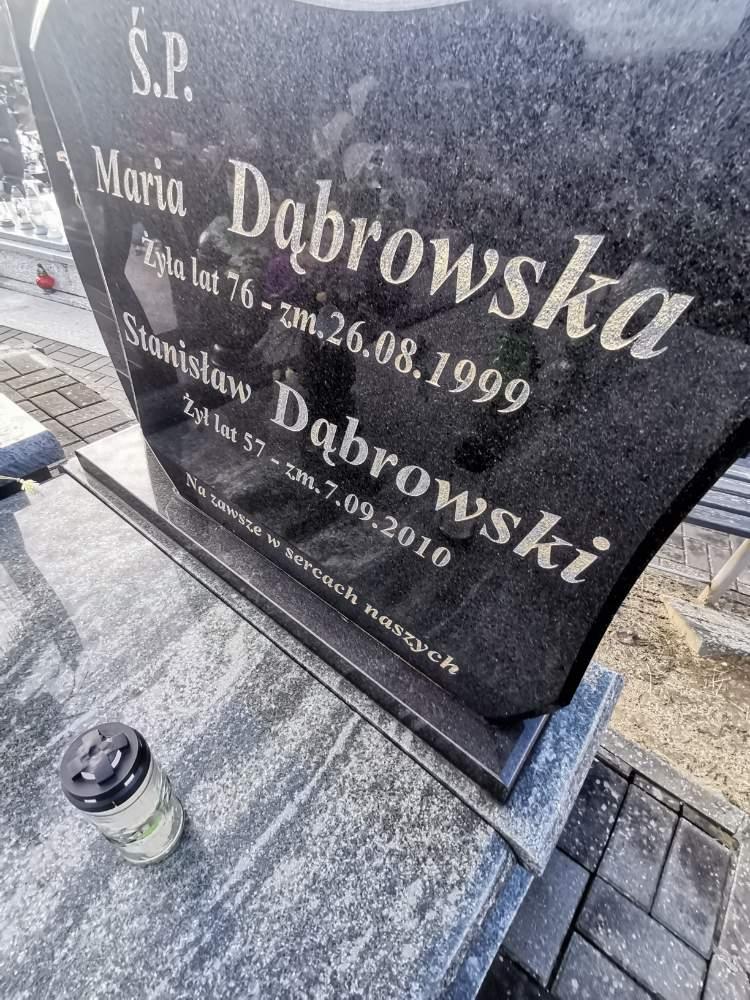 Ś.P.
Maria Dąbrowska
Żyła lat 76 - zm.26.08.1999
Stanisław Dąbrowski
Żył lat 57 - zm.7.09.2010
Na zawsze w sercach naszych